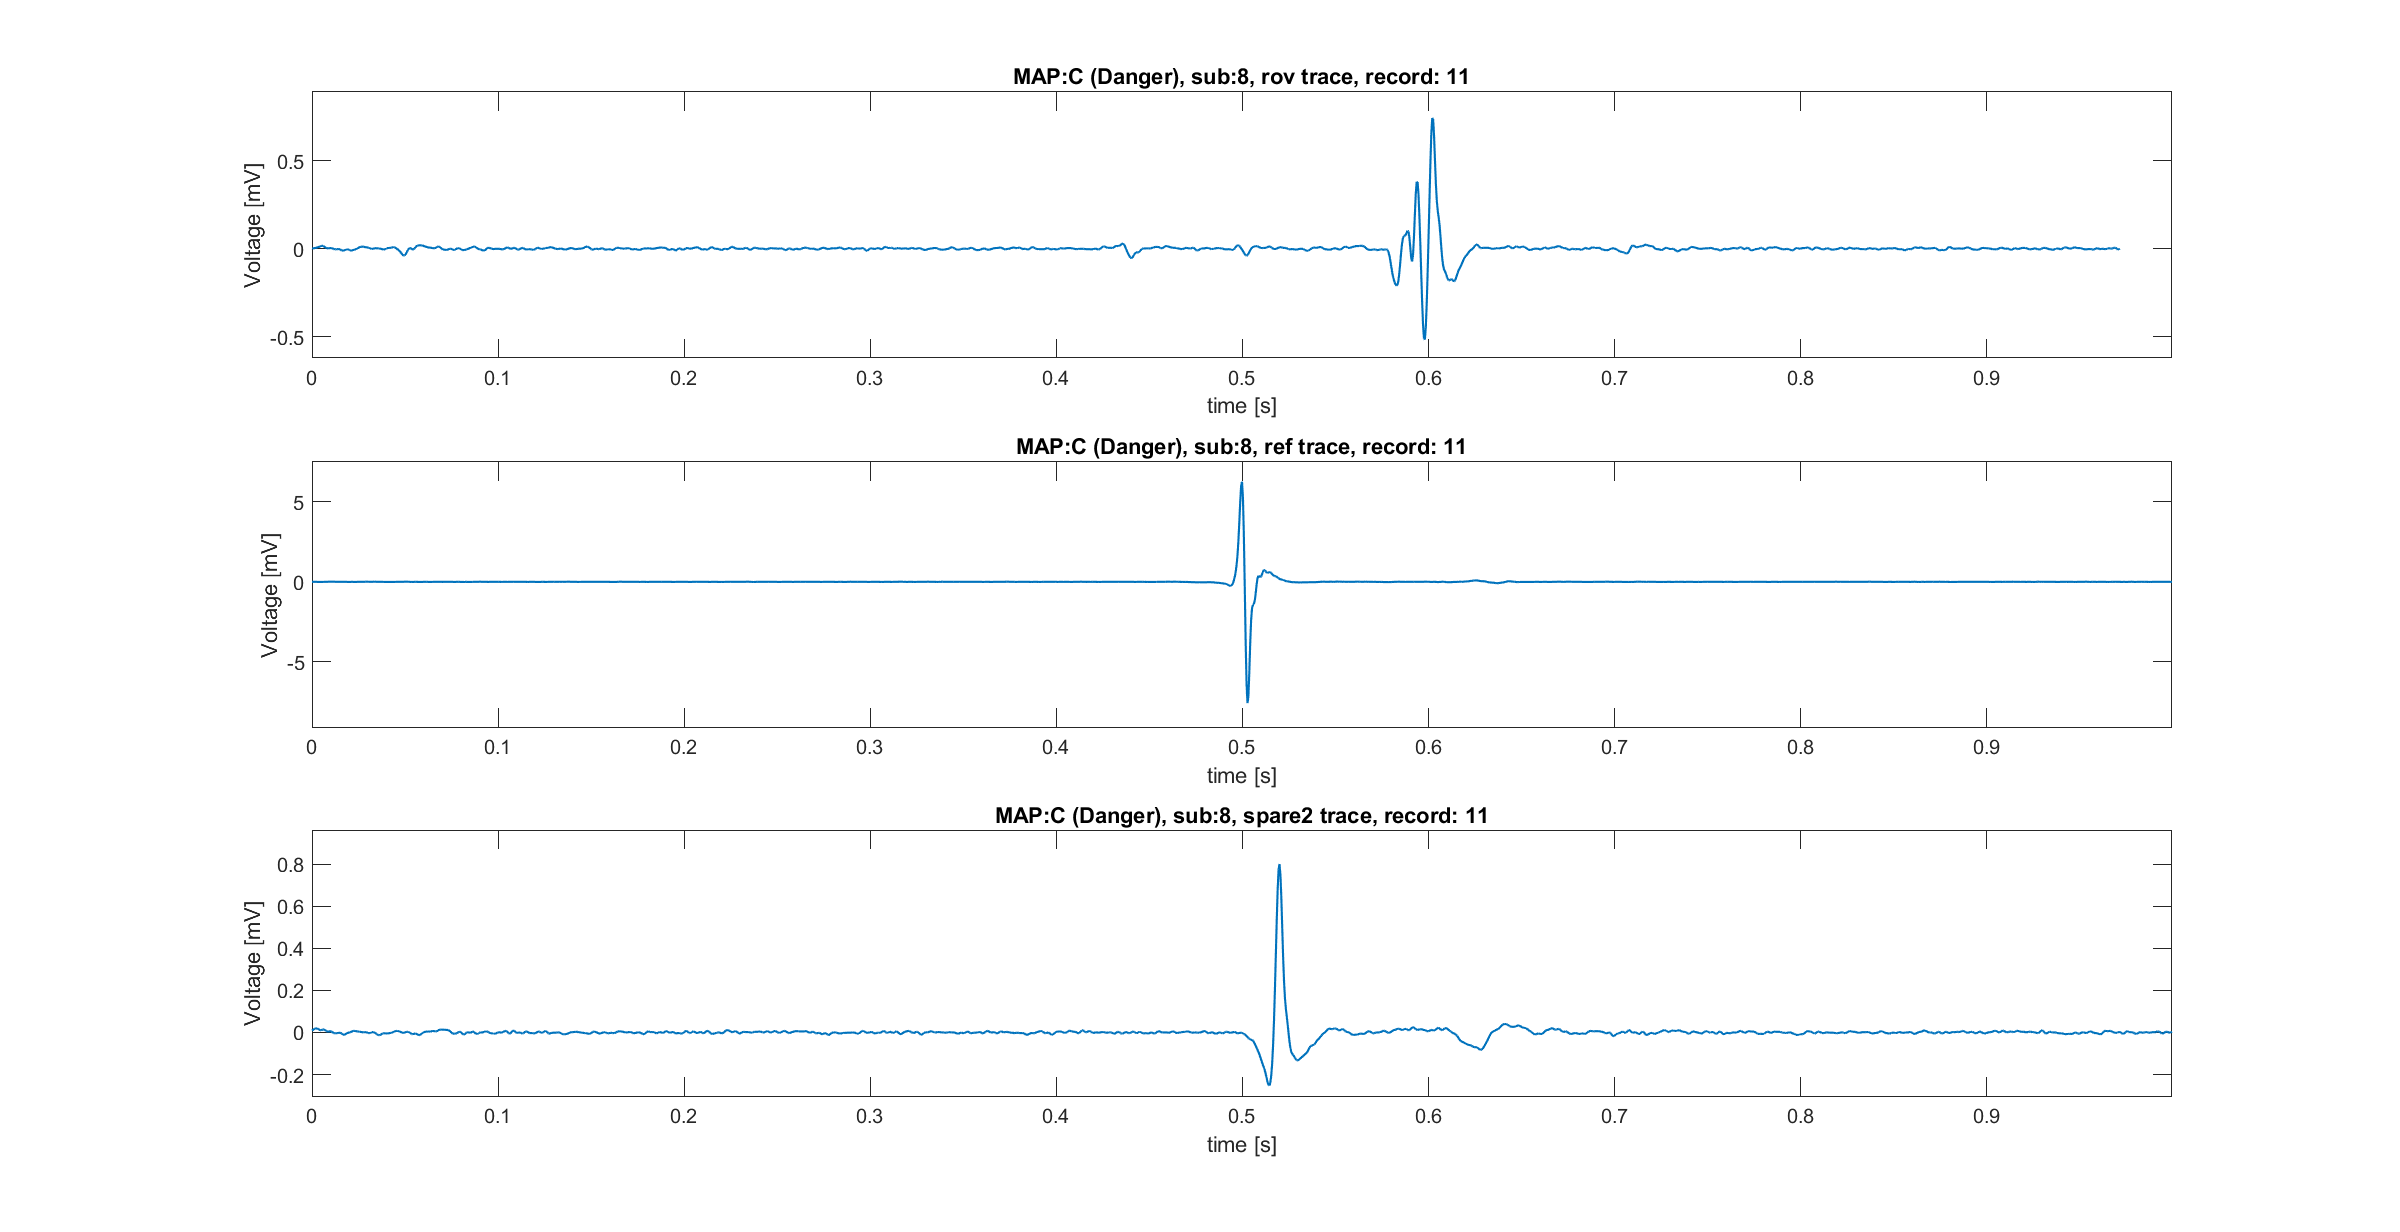 MAP:C (Danger), sub:8, rov trace, record: 11
Voltage [mV]
0.5
0
-0.5
0 0.1 0.2 0.3 0.4 0.5 0.6 0.7 0.8 0.9
time [s]
MAP:C (Danger), sub:8, ref trace, record: 11
Voltage [mV]
5
0
-5
0 0.1 0.2 0.3 0.4 0.5 0.6 0.7 0.8 0.9
time [s]
MAP:C (Danger), sub:8, spare2 trace, record: 11
Voltage [mV]
0.8
0.6
0.4
0.2
0
-0.2
0 0.1 0.2 0.3 0.4 0.5 0.6 0.7 0.8 0.9
time [s]